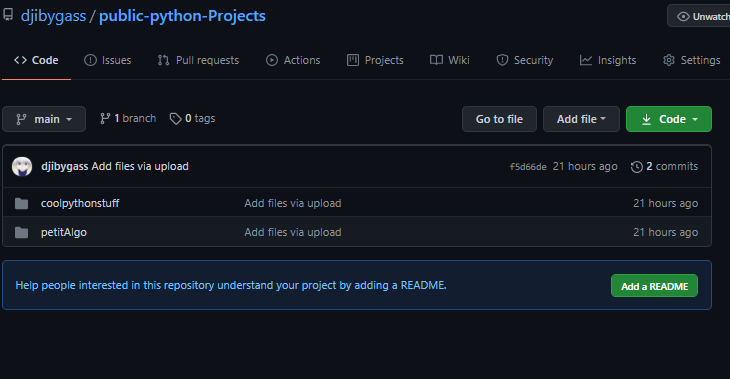 djibygass / public-python-Projects
Unwatch
Code Issues Pull requests Actions Projects Wiki Security Insights Settings
main 1 branch 0 tags Go to file Add file Code
djibygass Add files via upload f5d66de 21 hours ago 2 commits
coolpythonstuff Add files via upload 21 hours ago
petitAlgo Add files via upload 21 hours ago
Help people interested in this repository understand your project by adding a README. Add a README